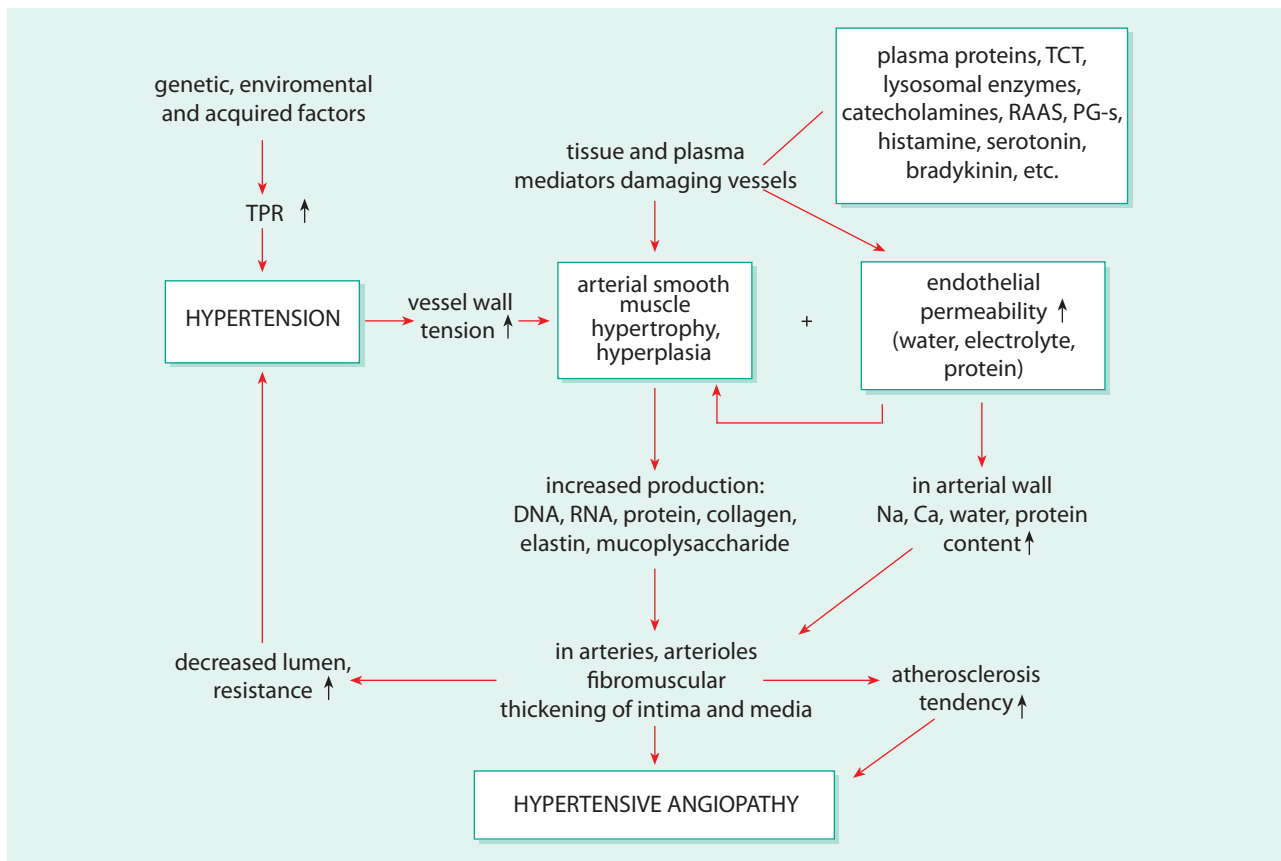 genetic, enviromental
and acquired factors
TPR ↑
HYPERTENSION
vessel wall
tension ↑
tissue and plasma
mediators damaging vessels
plasma proteins, TCT,
lysosomal enzymes,
catecholamines, RAAS, PG-s,
histamine, serotonin,
bradykinin, etc.
arterial smooth
muscle
hypertrophy,
hyperplasia
+
endothelial
permeability ↑
(water, electrolyte,
protein)
increased production:
DNA, RNA, protein, collagen,
elastin, mucoplysaccharide
in arterial wall
Na, Ca, water, protein
content ↑
decreased lumen,
resistance ↑
in arteries, arterioles
fibromuscular
thickening of intima and media
atherosclerosis
tendency ↑
HYPERTENSIVE ANGIOPATHY